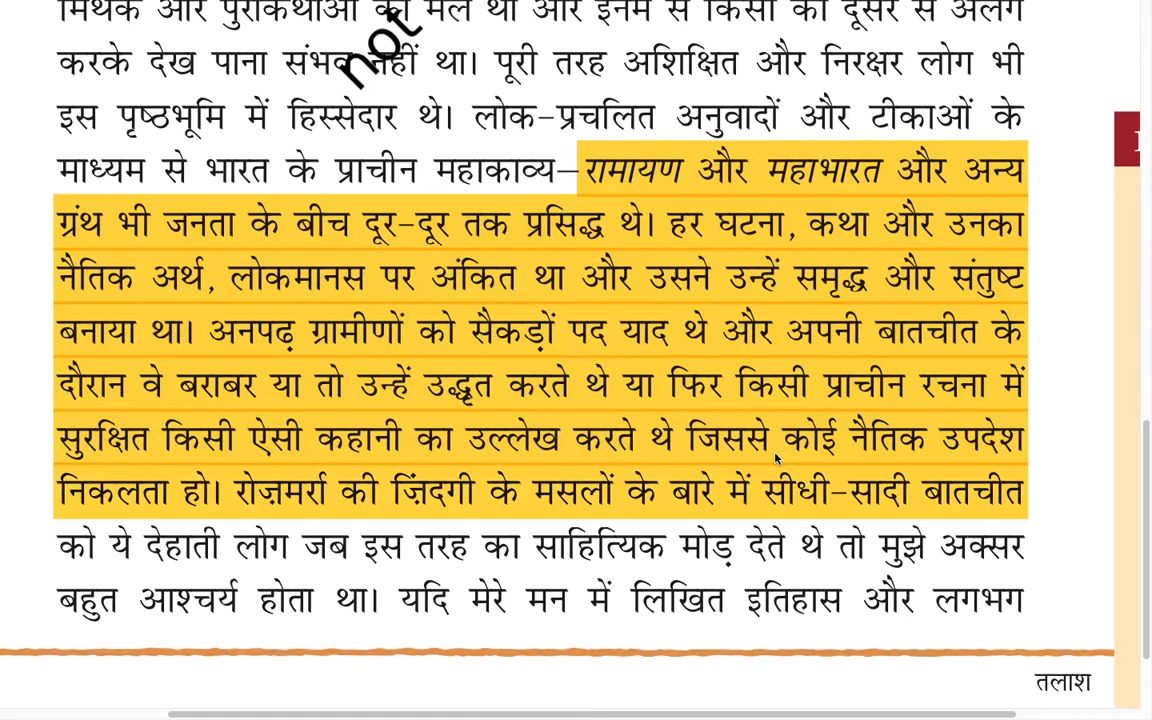 मिथक और पुराकथाओं का मेल था और इनमें से किसी को दूसरे से अलग
करके देख पाना संभव नहीं था। पूरी तरह अशिक्षित और निरक्षर लोग भी
इस पृष्ठभूमि में हिस्सेदार थे। लोक-प्रचलित अनुवादों और टीकाओं के
माध्यम से भारत के प्राचीन महाकाव्य—रामायण और महाभारत और अन्य
ग्रंथ भी जनता के बीच दूर-दूर तक प्रसिद्ध थे। हर घटना, कथा और उनका
नैतिक अर्थ, लोकमानस पर अंकित था और उसने उन्हें समृद्ध और संतुष्ट
बनाया था। अनपढ़ ग्रामीणों को सैकड़ों पद याद थे और अपनी बातचीत के
दौरान वे बराबर या तो उन्हें उद्धृत करते थे या फिर किसी प्राचीन रचना में
सुरक्षित किसी ऐसी कहानी का उल्लेख करते थे जिससे कोई नैतिक उपदेश
निकलता हो। रोज़मर्रा की ज़िंदगी के मसलों के बारे में सीधी-सादी बातचीत
को ये देहाती लोग जब इस तरह का साहित्यिक मोड़ देते थे तो मुझे अक्सर
बहुत आश्चर्य होता था। यदि मेरे मन में लिखित इतिहास और लगभग
तलाश
not